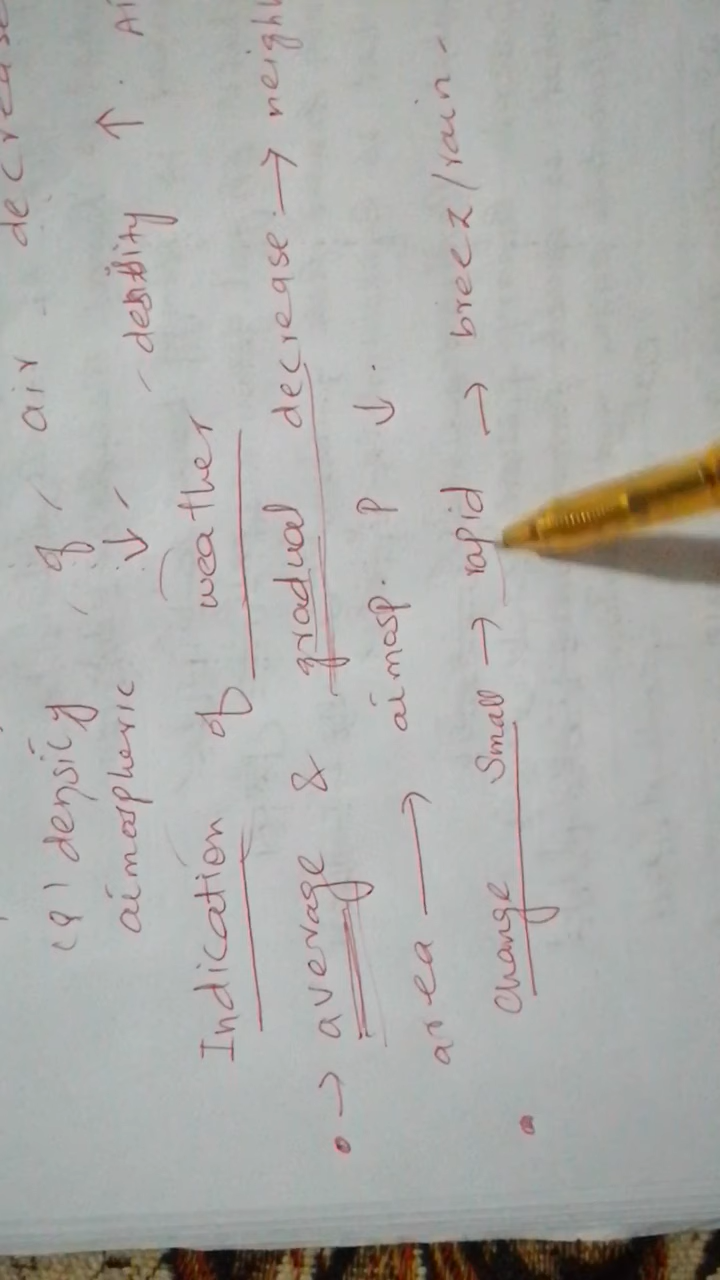 (9) density of air decrease
atmospheric ↓ - density ↑.
Indication of weather
• → average & gradual decrease. →
area → atmosp. P ↓.
• Change small → rapid → breez/rain.